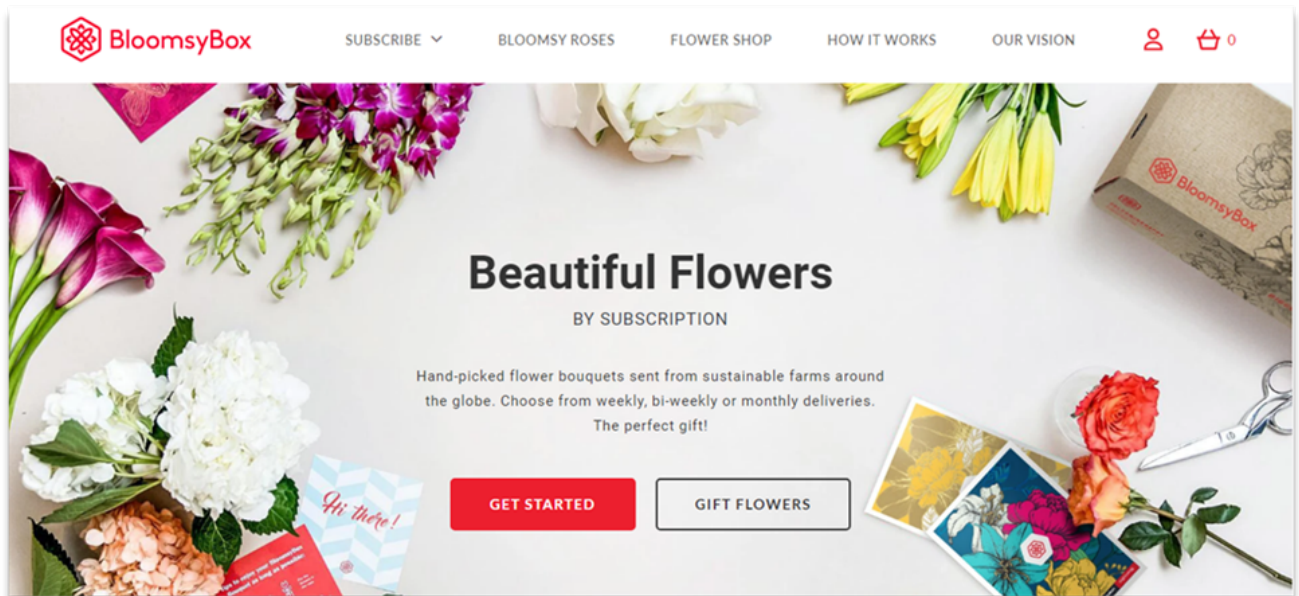 BloomsyBox
SUBSCRIBE
BLOOMSY ROSES
FLOWER SHOP
HOW IT WORKS
OUR VISION
0
BloomsyBox
Beautiful Flowers
BY SUBSCRIPTION
Hand-picked flower bouquets sent from sustainable farms around
the globe. Choose from weekly, bi-weekly or monthly deliveries.
The perfect gift!
GET STARTED
GIFT FLOWERS
Hi there!